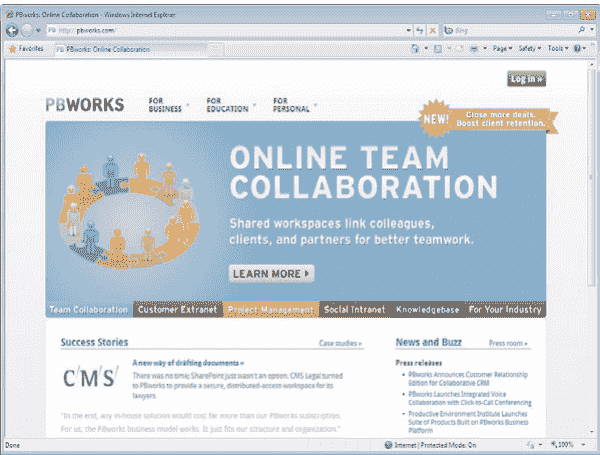 PBworks: Online Collaboration - Windows Internet Explorer
http://pbworks.com/
Bing
Favorites
PBworks: Online Collaboration
Page
Safety
Tools
Log in »
PBWORKS
FOR BUSINESS
FOR EDUCATION
FOR PERSONAL
NEW!
Close more deals.
Boost client retention.
ONLINE TEAM
COLLABORATION
Shared workspaces link colleagues,
clients, and partners for better teamwork.
LEARN MORE
Team Collaboration
Customer Extranet
Project Management
Social Intranet
Knowledgebase
For Your Industry
Success Stories
Case studies »
C/M/S/
A new way of drafting documents »
There was no time; SharePoint just wasn't an option. CMS Legal turned
to PBworks to provide a secure, distributed-access workspace for its
lawyers.
"In the end, any in-house solution would cost far more than our PBworks subscription.
For us, the PBworks business model works. It just fits our structure and organization."
News and Buzz
Press room »
Press releases
PBworks Announces Customer Relationship
Edition for Collaborative CRM
PBworks Launches Integrated Voice
Collaboration with Click-to-Call Conferencing
Productive Environment Institute Launches
Suite of Products Built on PBworks Business
Platform
Done
Internet | Protected Mode: On
100%